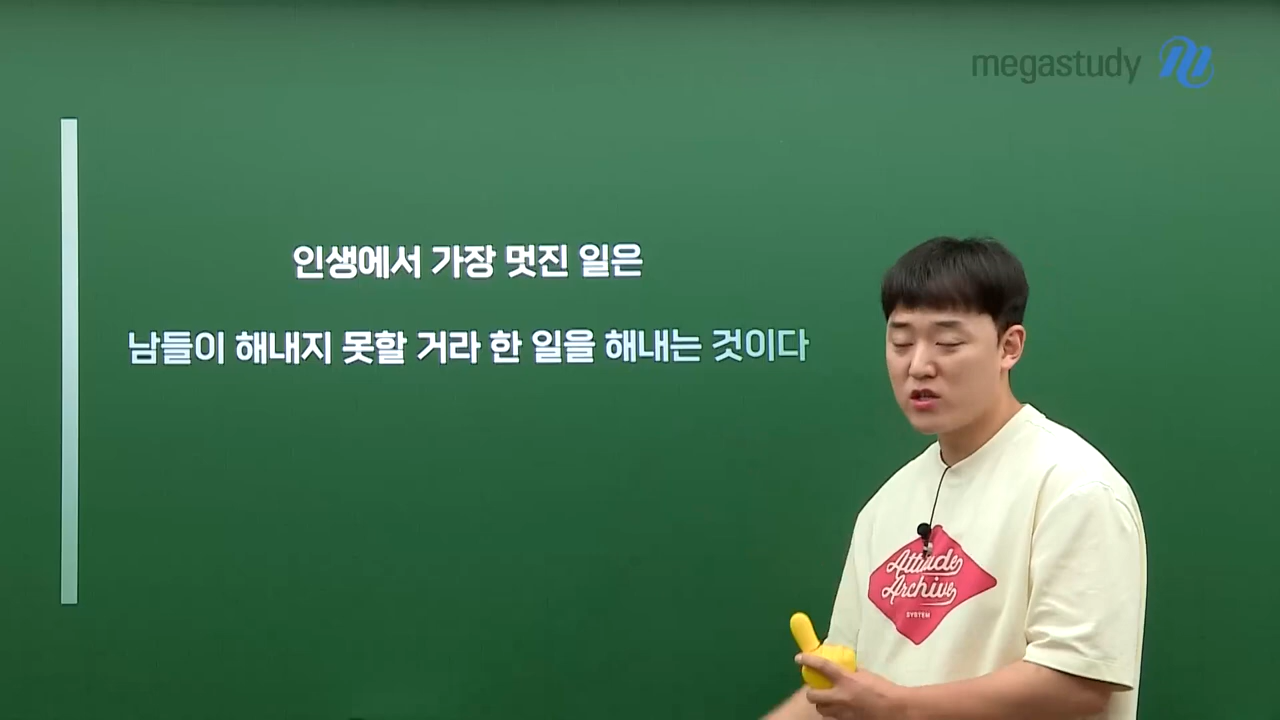 megastudy
인생에서 가장 멋진 일은
남들이 해내지 못할 거라 한 일을 해내는 것이다
Attitude
Archive
SYSTEM